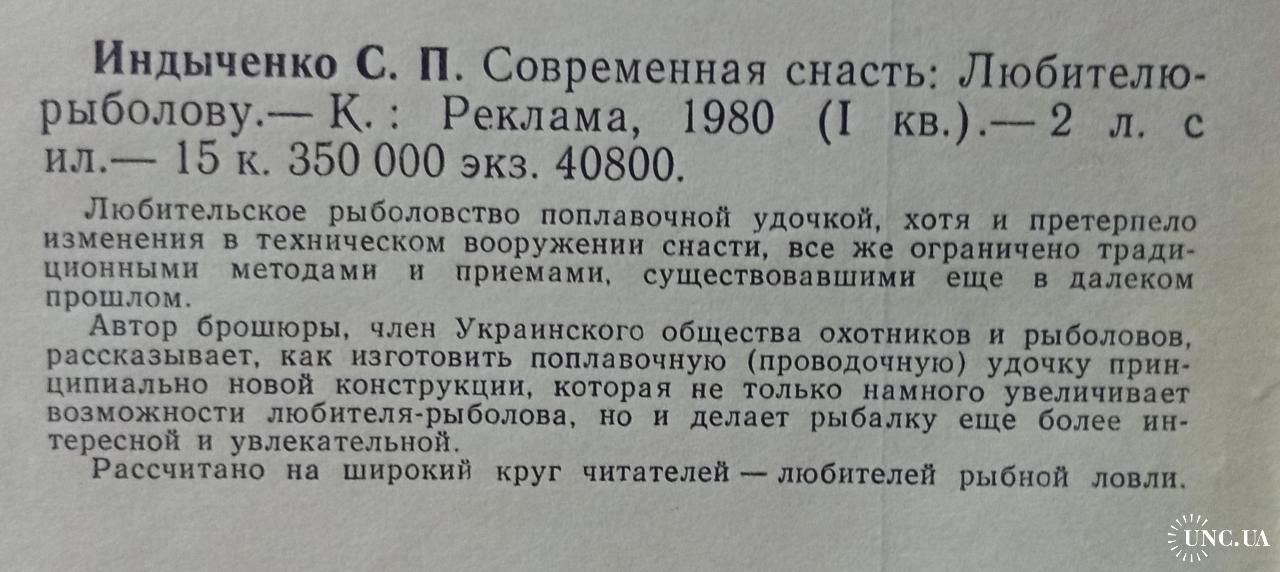 Индыченко С. П. Современная снасть: Любителю-
рыболову.— К. : Реклама, 1980 (I кв.).— 2 л. с
ил.— 15 к. 350 000 экз. 40800.
Любительское рыболовство поплавочной удочкой, хотя и претерпело
изменения в техническом вооружении снасти, все же ограничено тради-
ционными методами и приемами, существовавшими еще в далеком
прошлом.
Автор брошюры, член Украинского общества охотников и рыболовов,
рассказывает, как изготовить поплавочную (проводочную) удочку прин-
ципиально новой конструкции, которая не только намного увеличивает
возможности любителя-рыболова, но и делает рыбалку еще более ин-
тересной и увлекательной.
Рассчитано на широкий круг читателей — любителей рыбной ловли.
UNC.UA